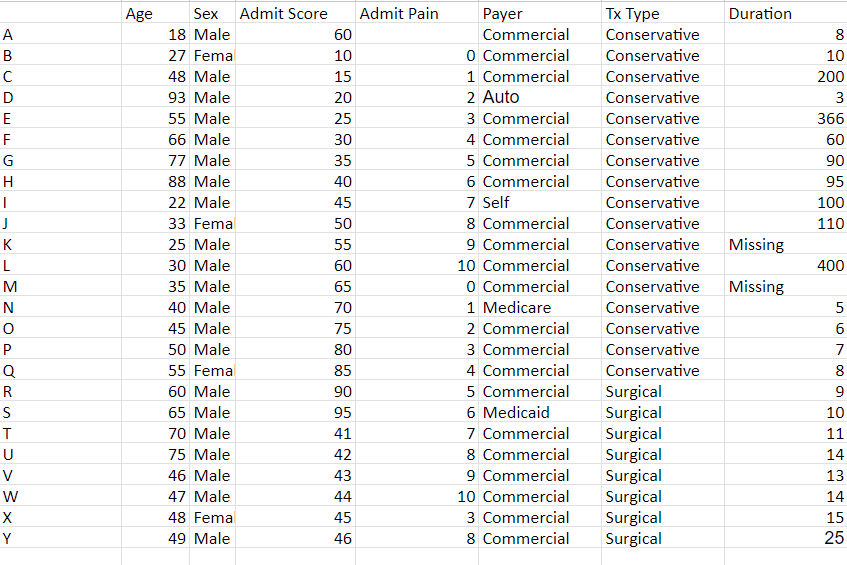 Age Sex Admit Score Admit Pain Payer Tx Type Duration
A 18 Male 60 Commercial Conservative 8
B 27 Femal 10 0 Commercial Conservative 10
C 48 Male 15 1 Commercial Conservative 200
D 93 Male 20 2 Auto Conservative 3
E 55 Male 25 3 Commercial Conservative 366
F 66 Male 30 4 Commercial Conservative 60
G 77 Male 35 5 Commercial Conservative 90
H 88 Male 40 6 Commercial Conservative 95
I 22 Male 45 7 Self Conservative 100
J 33 Femal 50 8 Commercial Conservative 110
K 25 Male 55 9 Commercial Conservative Missing
L 30 Male 60 10 Commercial Conservative 400
M 35 Male 65 0 Commercial Conservative Missing
N 40 Male 70 1 Medicare Conservative 5
O 45 Male 75 2 Commercial Conservative 6
P 50 Male 80 3 Commercial Conservative 7
Q 55 Femal 85 4 Commercial Conservative 8
R 60 Male 90 5 Commercial Surgical 9
S 65 Male 95 6 Medicaid Surgical 10
T 70 Male 41 7 Commercial Surgical 11
U 75 Male 42 8 Commercial Surgical 14
V 46 Male 43 9 Commercial Surgical 13
W 47 Male 44 10 Commercial Surgical 14
X 48 Femal 45 3 Commercial Surgical 15
Y 49 Male 46 8 Commercial Surgical 25